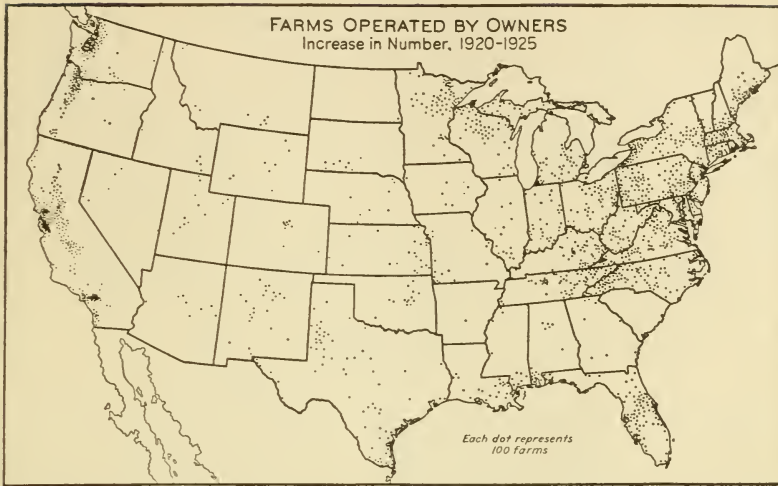 FARMS OPERATED BY OWNERS
Increase in Number, 1920-1925
Each dot represents
100 farms